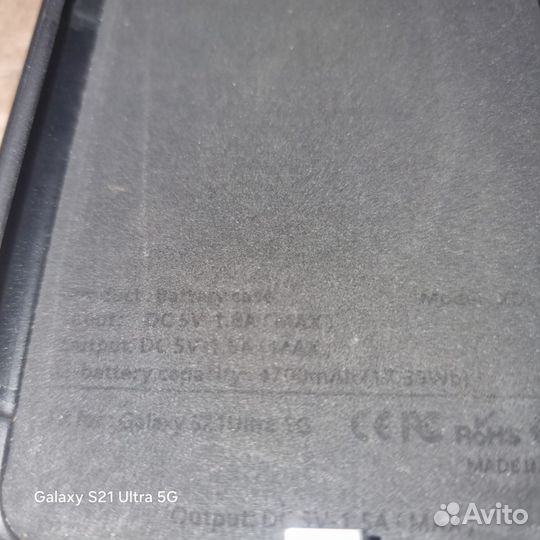 Product: Battery case Model:
Input: DC 5V 1.8A (MAX)
Output: DC 5V 1.5A (MAX)
battery capacity: 4700mAh (17.39Wh)
for: Galaxy S21 Ultra 5G CE FC ROHS
MADE
Galaxy S21 Ultra 5G
Output: DC 5V 1.5A (MAX)
Avito